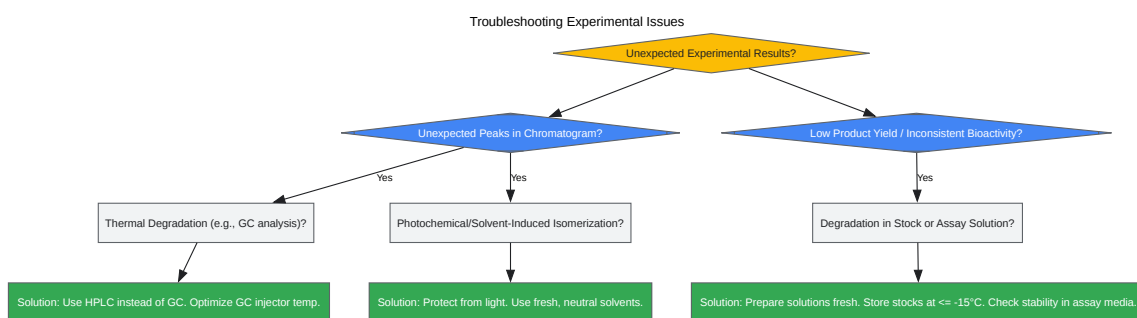 Troubleshooting Experimental Issues
Unexpected Experimental Results?
Unexpected Peaks in Chromatogram?
Low Product Yield / Inconsistent Bioactivity?
Yes
Yes
Yes
Thermal Degradation (e.g., GC analysis)?
Photochemical/Solvent-Induced Isomerization?
Degradation in Stock or Assay Solution?
Solution: Use HPLC instead of GC. Optimize GC injector temp.
Solution: Protect from light. Use fresh, neutral solvents.
Solution: Prepare solutions fresh. Store stocks at <= -15°C. Check stability in assay media.